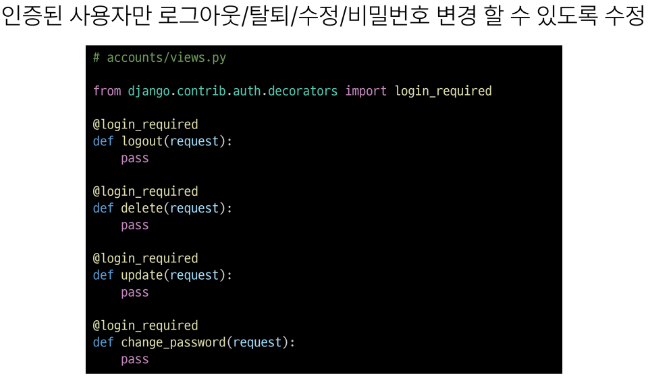 인증된 사용자만 로그아웃/탈퇴/수정/비밀번호 변경 할 수 있도록 수정
# accounts/views.py
from django.contrib.auth.decorators import login_required
@login_required
def logout(request):
    pass
@login_required
def delete(request):
    pass
@login_required
def update(request):
    pass
@login_required
def change_password(request):
    pass